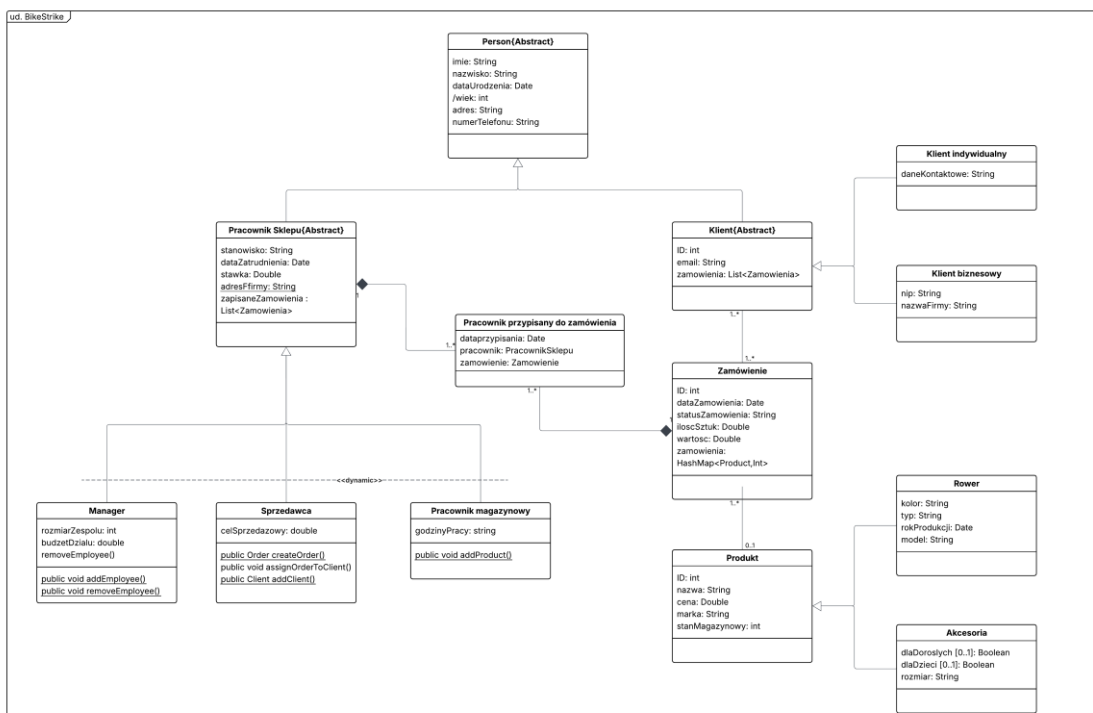 ud. BikeStrike
Person{Abstract}
imie: String
nazwisko: String
dataUrodzenia: Date
/wiek: int
adres: String
numerTelefonu: String
Klient indywidualny
daneKontaktowe: String
Pracownik Sklepu{Abstract}
stanowisko: String
dataZatrudnienia: Date
stawka: Double
adresFfirmy: String
zapisaneZamowienia :
List<Zamowienia>
Klient{Abstract}
ID: int
email: String
zamowienia: List<Zamowienia>
Klient biznesowy
nip: String
nazwaFirmy: String
1
1..*
Pracownik przypisany do zamówienia
dataprzypisania: Date
pracownik: PracownikSklepu
zamowienie: Zamowienie
1..*
1..*
1..*
1
Zamówienie
ID: int
dataZamowienia: Date
statusZamowienia: String
iloscSztuk: Double
wartosc: Double
zamowienia:
HashMap<Product,Int>
<<dynamic>>
Manager
rozmiarZespolu: int
budzetDzialu: double
removeEmployee()
public void addEmployee()
public void removeEmployee()
Sprzedawca
celSprzedazowy: double
public Order createOrder()
public void assignOrderToClient()
public Client addClient()
Pracownik magazynowy
godzinyPracy: string
public void addProduct()
1..*
0..1
Produkt
ID: int
nazwa: String
cena: Double
marka: String
stanMagazynowy: int
Rower
kolor: String
typ: String
rokProdukcji: Date
model: String
Akcesoria
dlaDoroslych [0..1]: Boolean
dlaDzieci [0..1]: Boolean
rozmiar: String